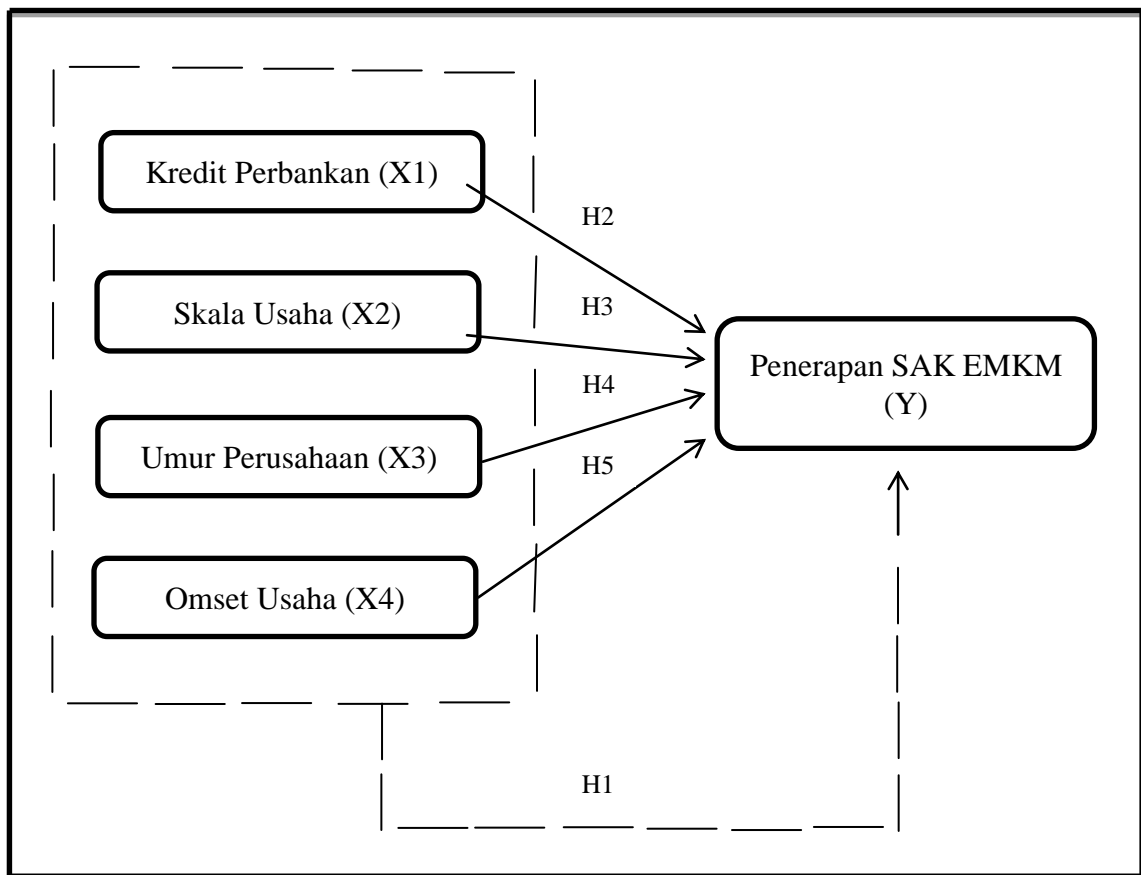 Kredit Perbankan (X1)
H2
Skala Usaha (X2)
H3
Penerapan SAK EMKM
(Y)
H4
Umur Perusahaan (X3)
H5
Omset Usaha (X4)
H1